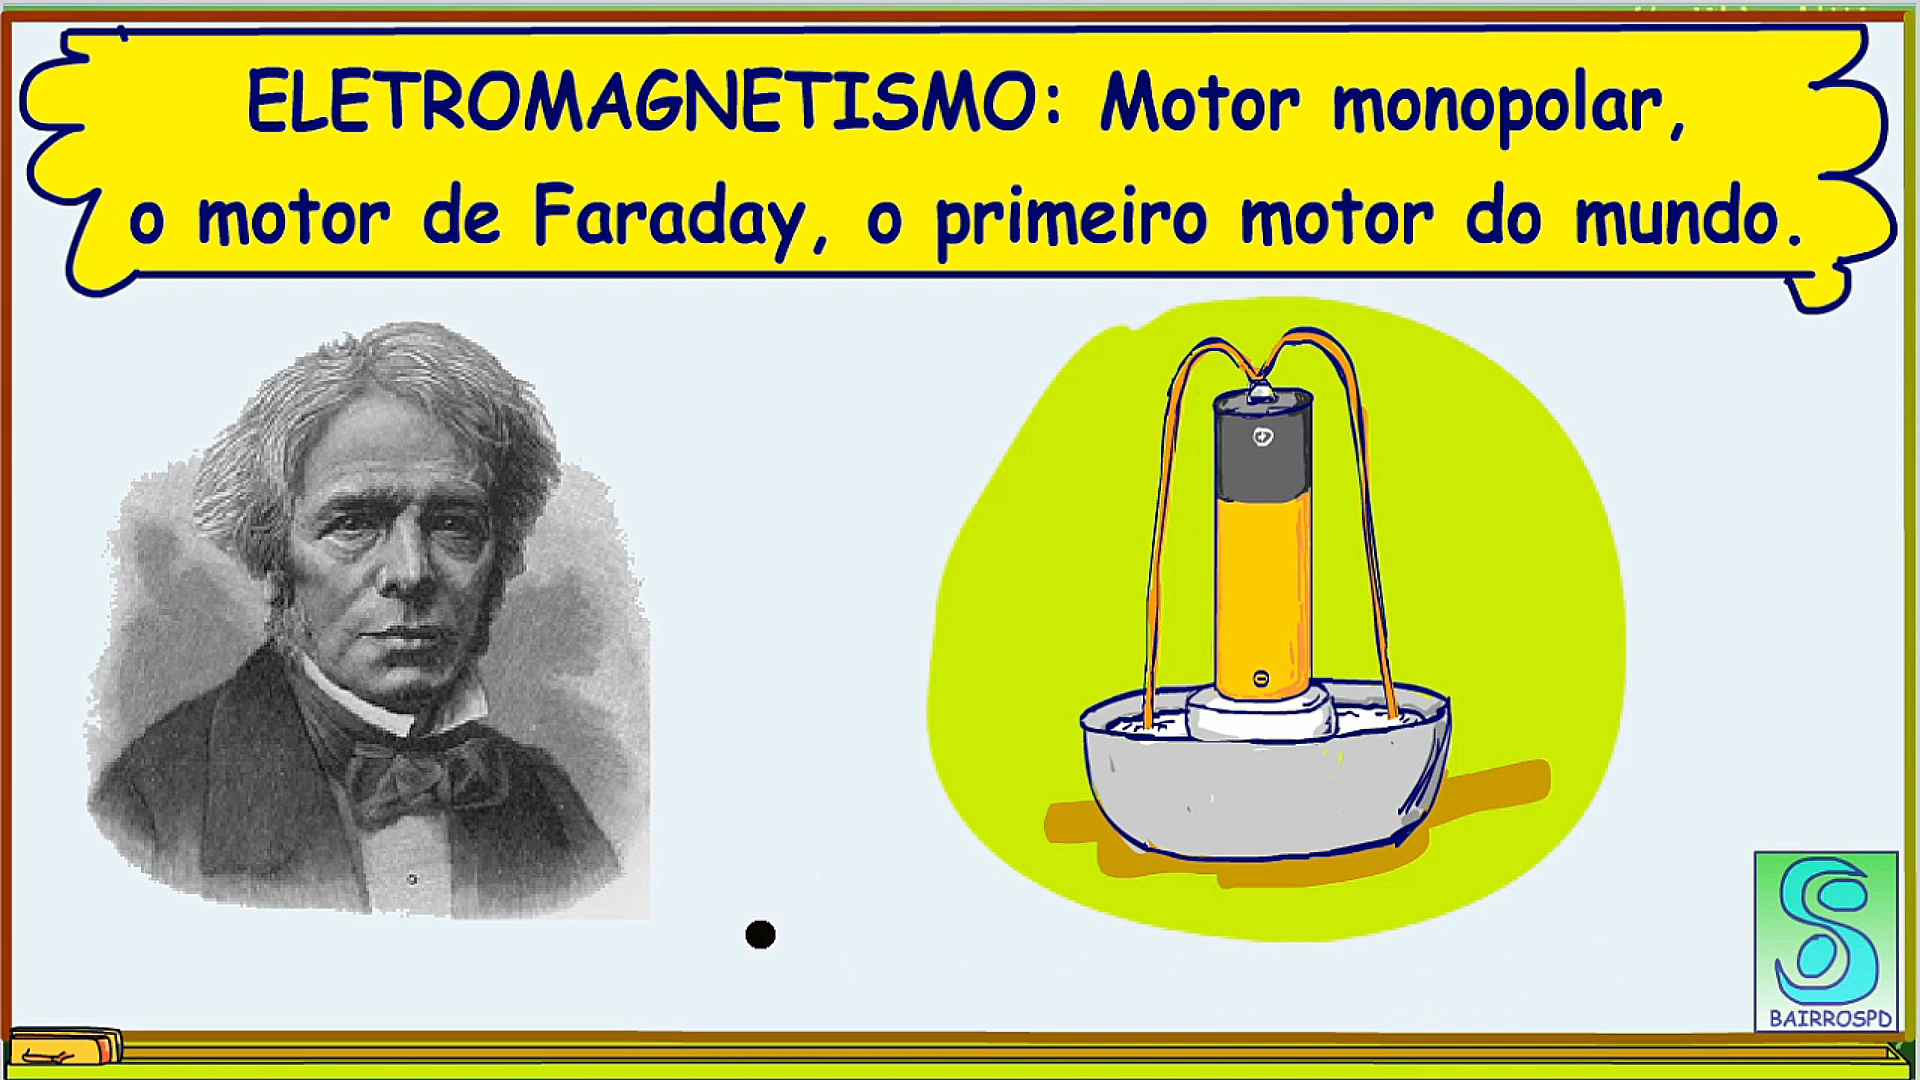 ELETROMAGNETISMO: Motor monopolar,
o motor de Faraday, o primeiro motor do mundo.
+
-
BAIRROSPD